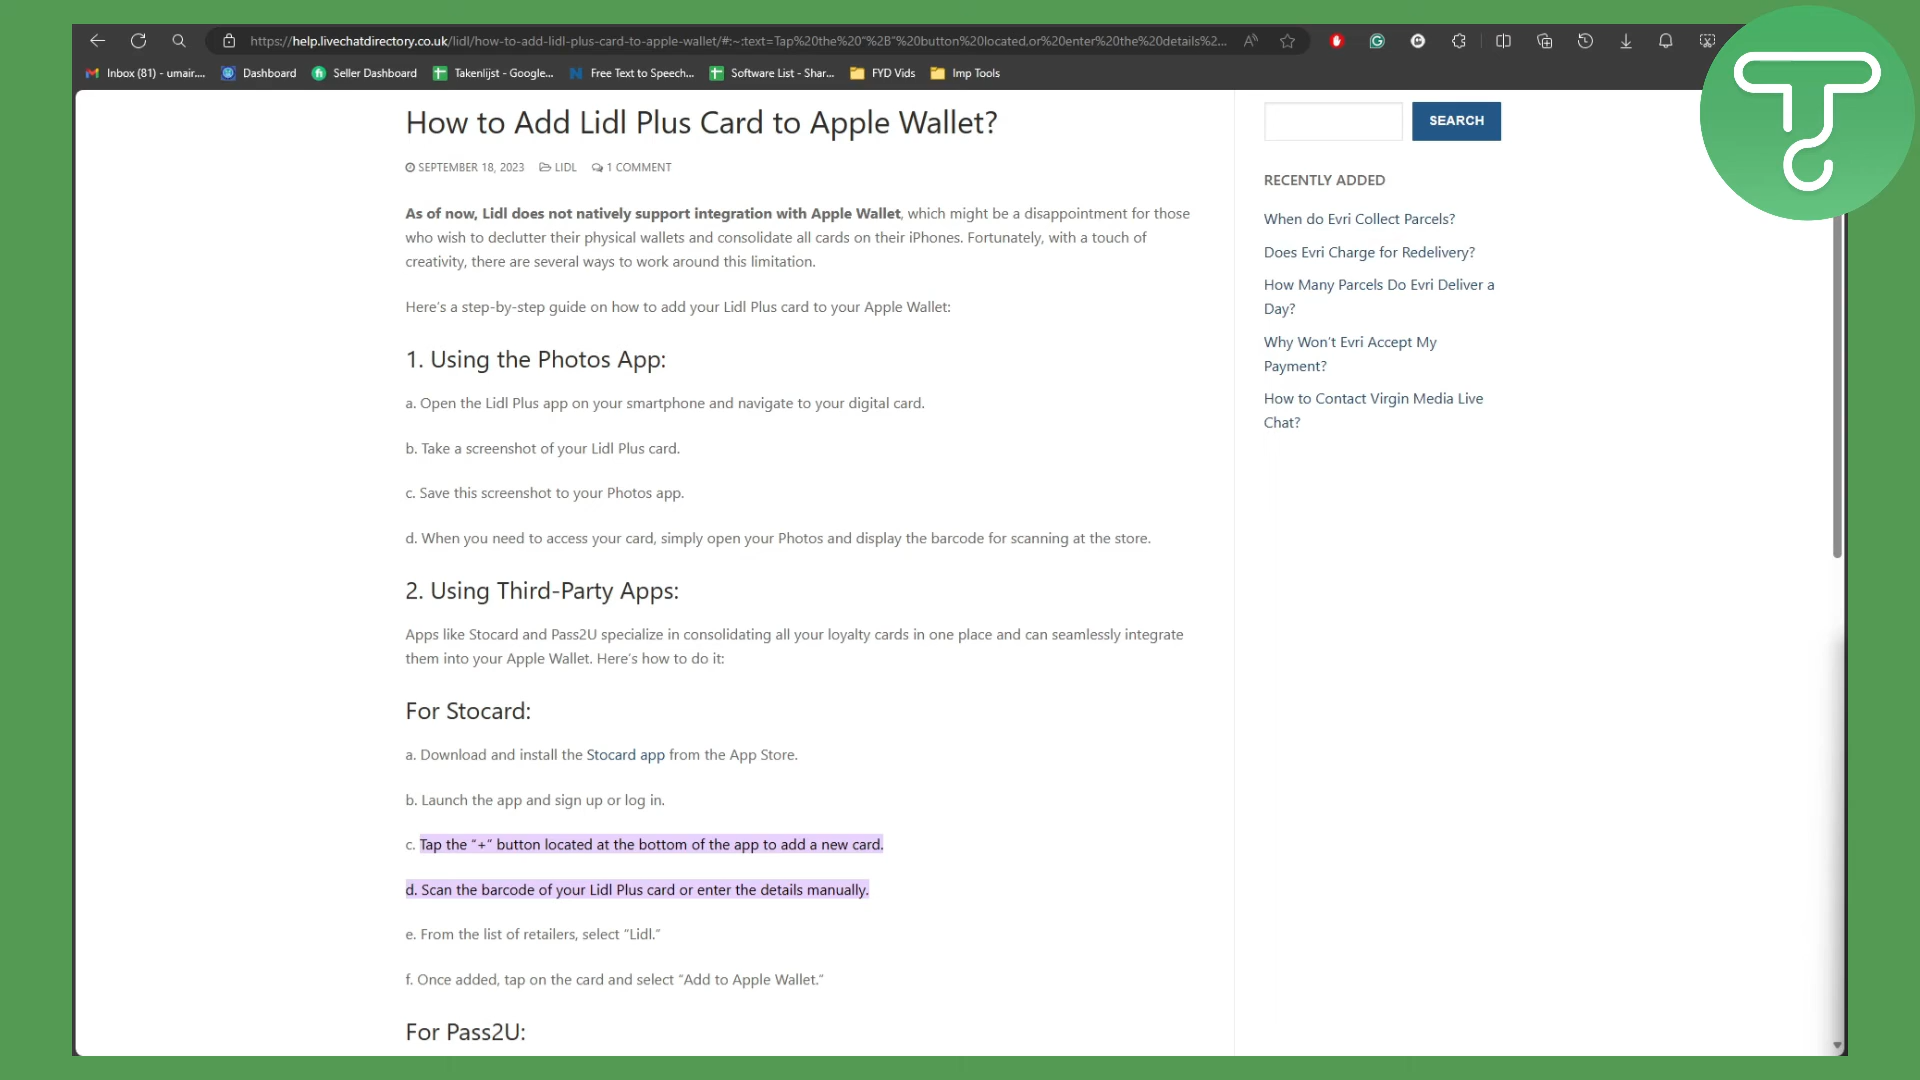 https://help.livechatdirectory.co.uk/lidl/how-to-add-lidl-plus-card-to-apple-wallet/#:~:text=Tap%20the%20"%2B"%20button%20located,or%20enter%20the%20details%2...
Inbox (81) - umair.... Dashboard Seller Dashboard Takenlijst - Google... Free Text to Speech... Software List - Shar... FYD Vids Imp Tools
How to Add Lidl Plus Card to Apple Wallet?
SEPTEMBER 18, 2023 LIDL 1 COMMENT
As of now, Lidl does not natively support integration with Apple Wallet, which might be a disappointment for those
who wish to declutter their physical wallets and consolidate all cards on their iPhones. Fortunately, with a touch of
creativity, there are several ways to work around this limitation.
Here's a step-by-step guide on how to add your Lidl Plus card to your Apple Wallet:
1. Using the Photos App:
a. Open the Lidl Plus app on your smartphone and navigate to your digital card.
b. Take a screenshot of your Lidl Plus card.
c. Save this screenshot to your Photos app.
d. When you need to access your card, simply open your Photos and display the barcode for scanning at the store.
2. Using Third-Party Apps:
Apps like Stocard and Pass2U specialize in consolidating all your loyalty cards in one place and can seamlessly integrate
them into your Apple Wallet. Here's how to do it:
For Stocard:
a. Download and install the Stocard app from the App Store.
b. Launch the app and sign up or log in.
c. Tap the "+" button located at the bottom of the app to add a new card.
d. Scan the barcode of your Lidl Plus card or enter the details manually.
e. From the list of retailers, select "Lidl."
f. Once added, tap on the card and select "Add to Apple Wallet."
For Pass2U:
SEARCH
RECENTLY ADDED
When do Evri Collect Parcels?
Does Evri Charge for Redelivery?
How Many Parcels Do Evri Deliver a
Day?
Why Won't Evri Accept My
Payment?
How to Contact Virgin Media Live
Chat?